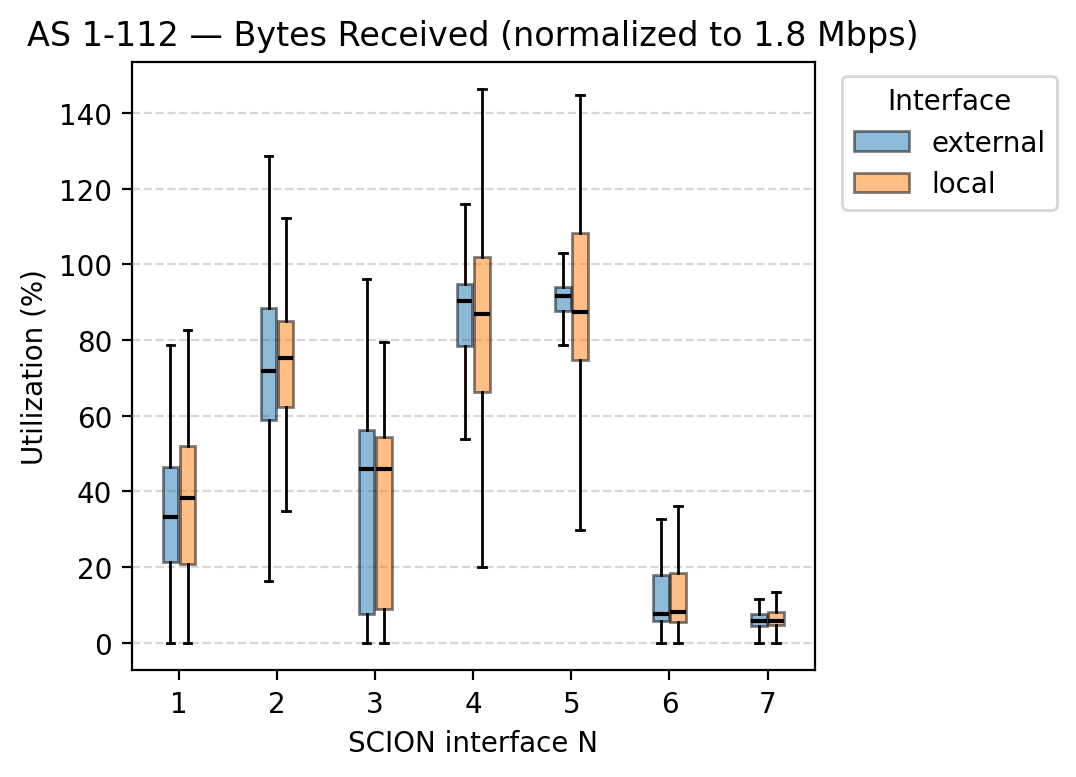 AS 1-112 — Bytes Received (normalized to 1.8 Mbps)
Interface
external
local
Utilization (%)
140
120
100
80
60
40
20
0
1 2 3 4 5 6 7
SCION interface N